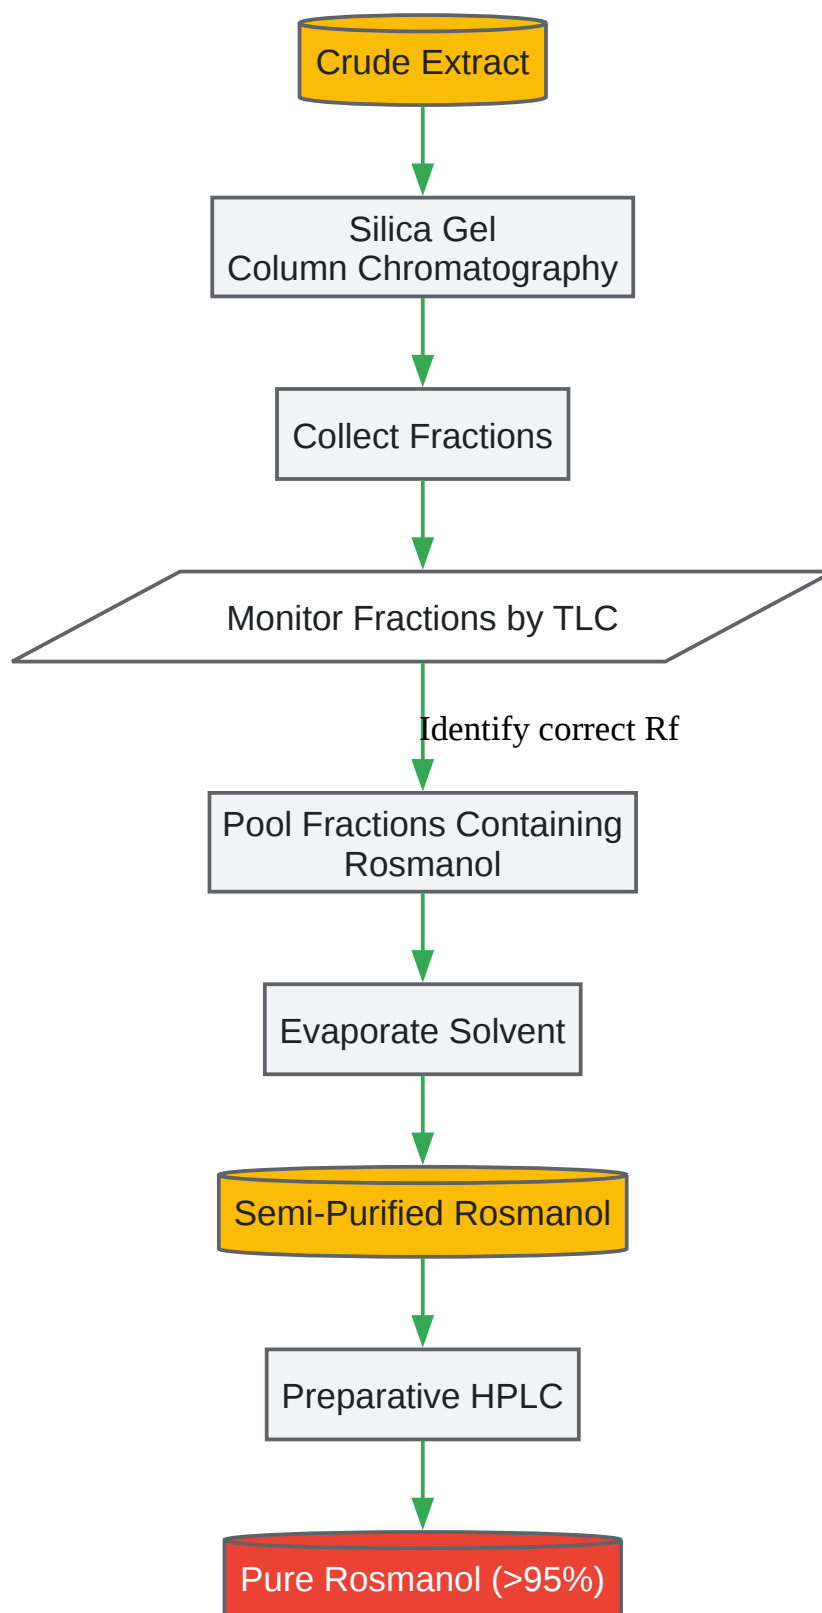 Crude Extract
Silica Gel
Column Chromatography
Collect Fractions
Monitor Fractions by TLC
Identify correct Rf
Pool Fractions Containing
Rosmanol
Evaporate Solvent
Semi-Purified Rosmanol
Preparative HPLC
Pure Rosmanol (>95%)